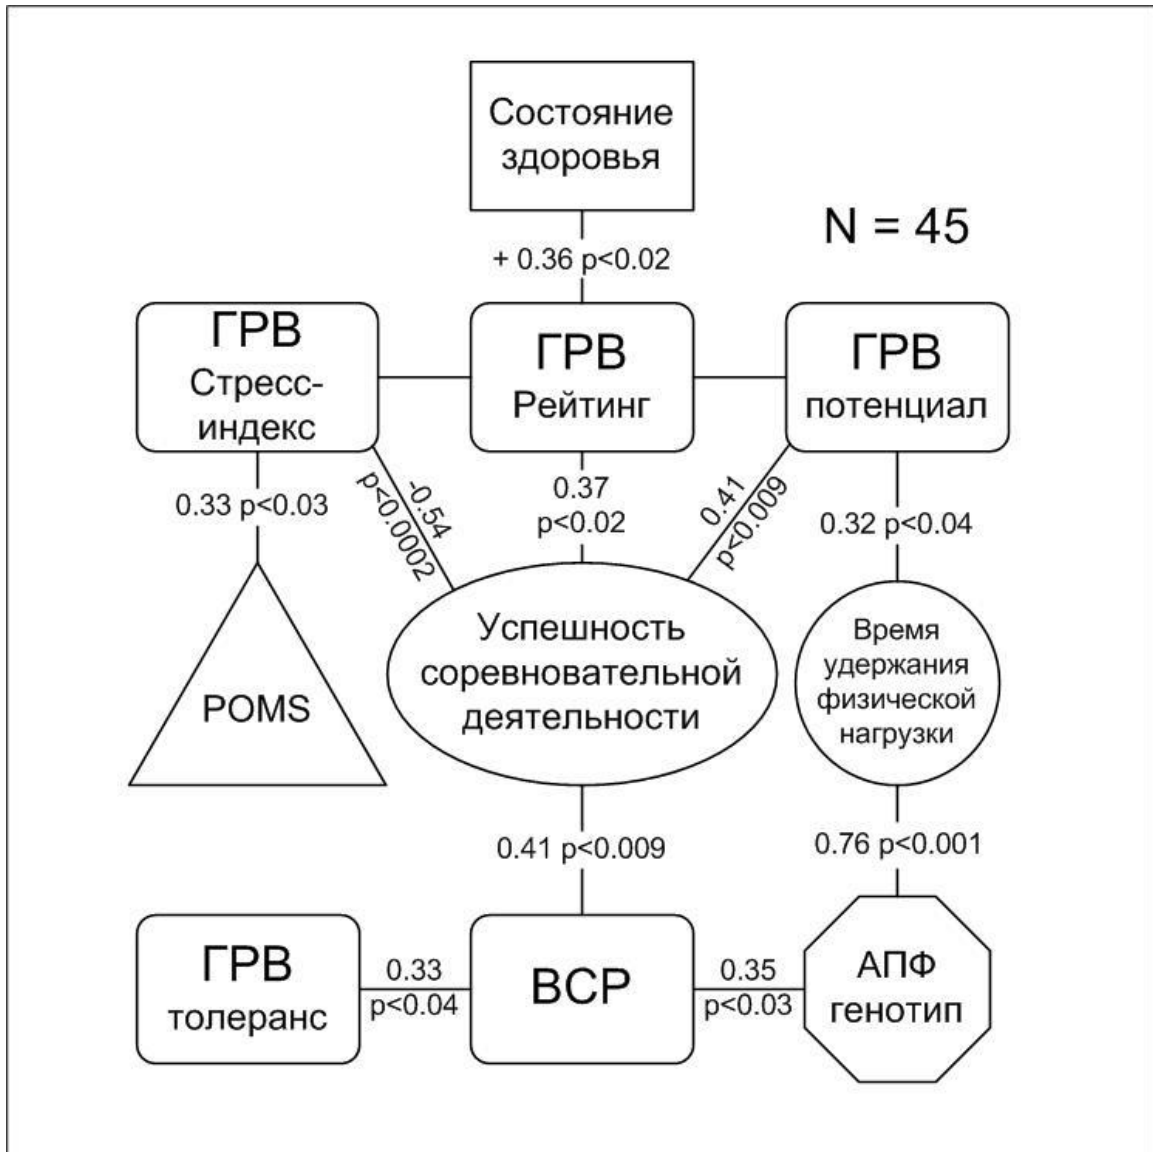 Состояние
здоровья
N = 45
+ 0.36 p<0.02
ГРВ
Стресс-
индекс
ГРВ
Рейтинг
ГРВ
потенциал
0.33 p<0.03
-0.54
p<0.0002
0.37
p<0.02
0.41
p<0.009
0.32 p<0.04
POMS
Успешность
соревновательной
деятельности
Время
удержания
физической
нагрузки
0.41 p<0.009
0.76 p<0.001
ГРВ
толеранс
0.33
p<0.04
ВСР
0.35
p<0.03
АПФ
генотип